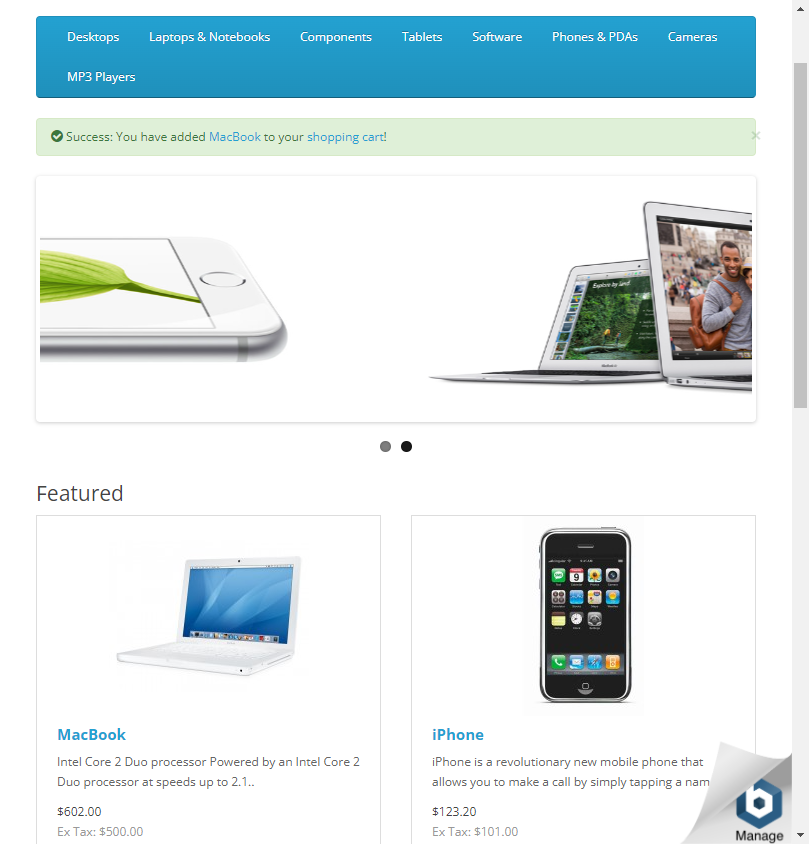 Desktops Laptops & Notebooks Components Tablets Software Phones & PDAs Cameras
MP3 Players
Success: You have added MacBook to your shopping cart!
×
Explore by land.
Featured
MacBook
Intel Core 2 Duo processor Powered by an Intel Core 2
Duo processor at speeds up to 2.1..
$602.00
Ex Tax: $500.00
iPhone
iPhone is a revolutionary new mobile phone that
allows you to make a call by simply tapping a nam
$123.20
Ex Tax: $101.00
Manage